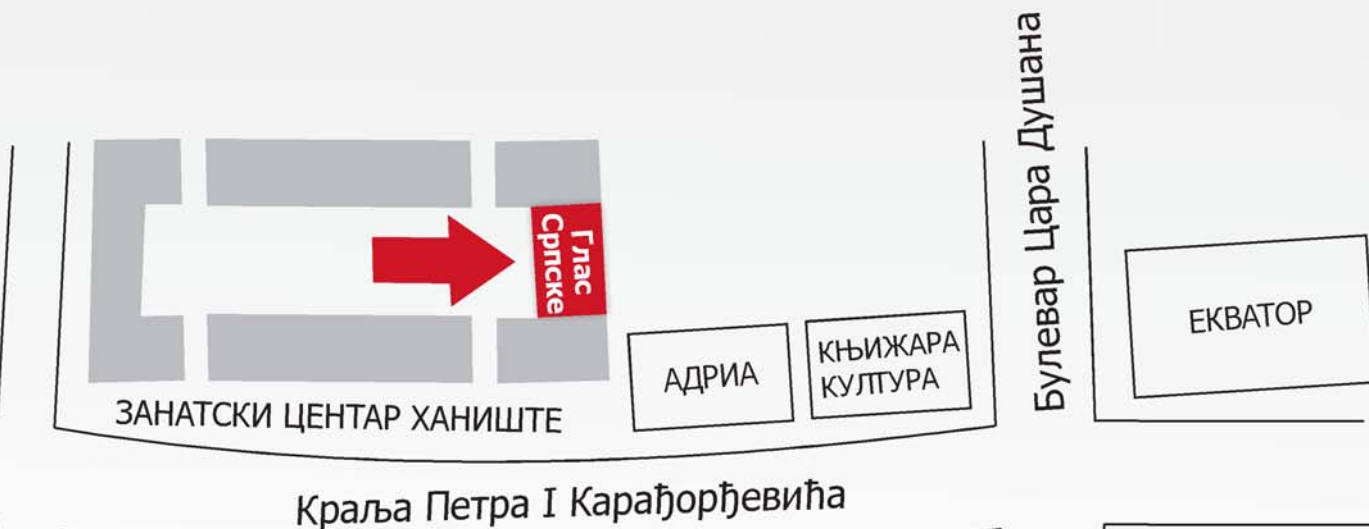 Булевар Цара Душана
Глас
Српске
ЕКВАТОР
АДРИА
КЊИЖАРА
КУЛТУРА
ЗАНАТСКИ ЦЕНТАР ХАНИШТЕ
Краља Петра I Карађорђевића